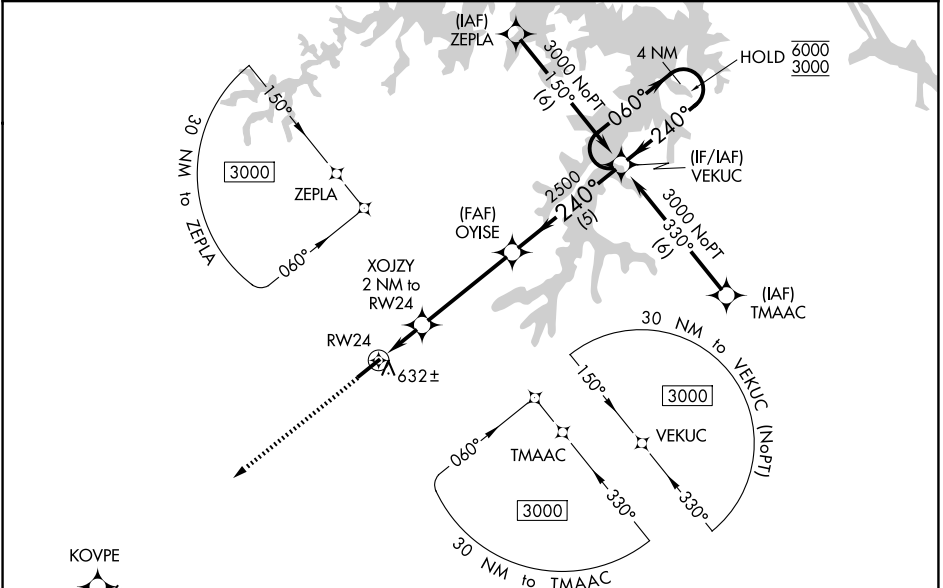 (IAF)
ZEPLA
3000 NoPT
150°
(6)
4 NM
HOLD 6000
3000
060°
240°
(IF/IAF)
VEKUC
2500
240°
(5)
3000 NoPT
330°
(6)
(IAF)
TMAAC
(FAF)
OYISE
XOJZY
2 NM to
RW24
RW24
632±
150°
30 NM to ZEPLA
3000
ZEPLA
060°
30 NM to VEKUC (NoPT)
150°
3000
VEKUC
330°
060°
TMAAC
330°
3000
30 NM to TMAAC
KOVPE